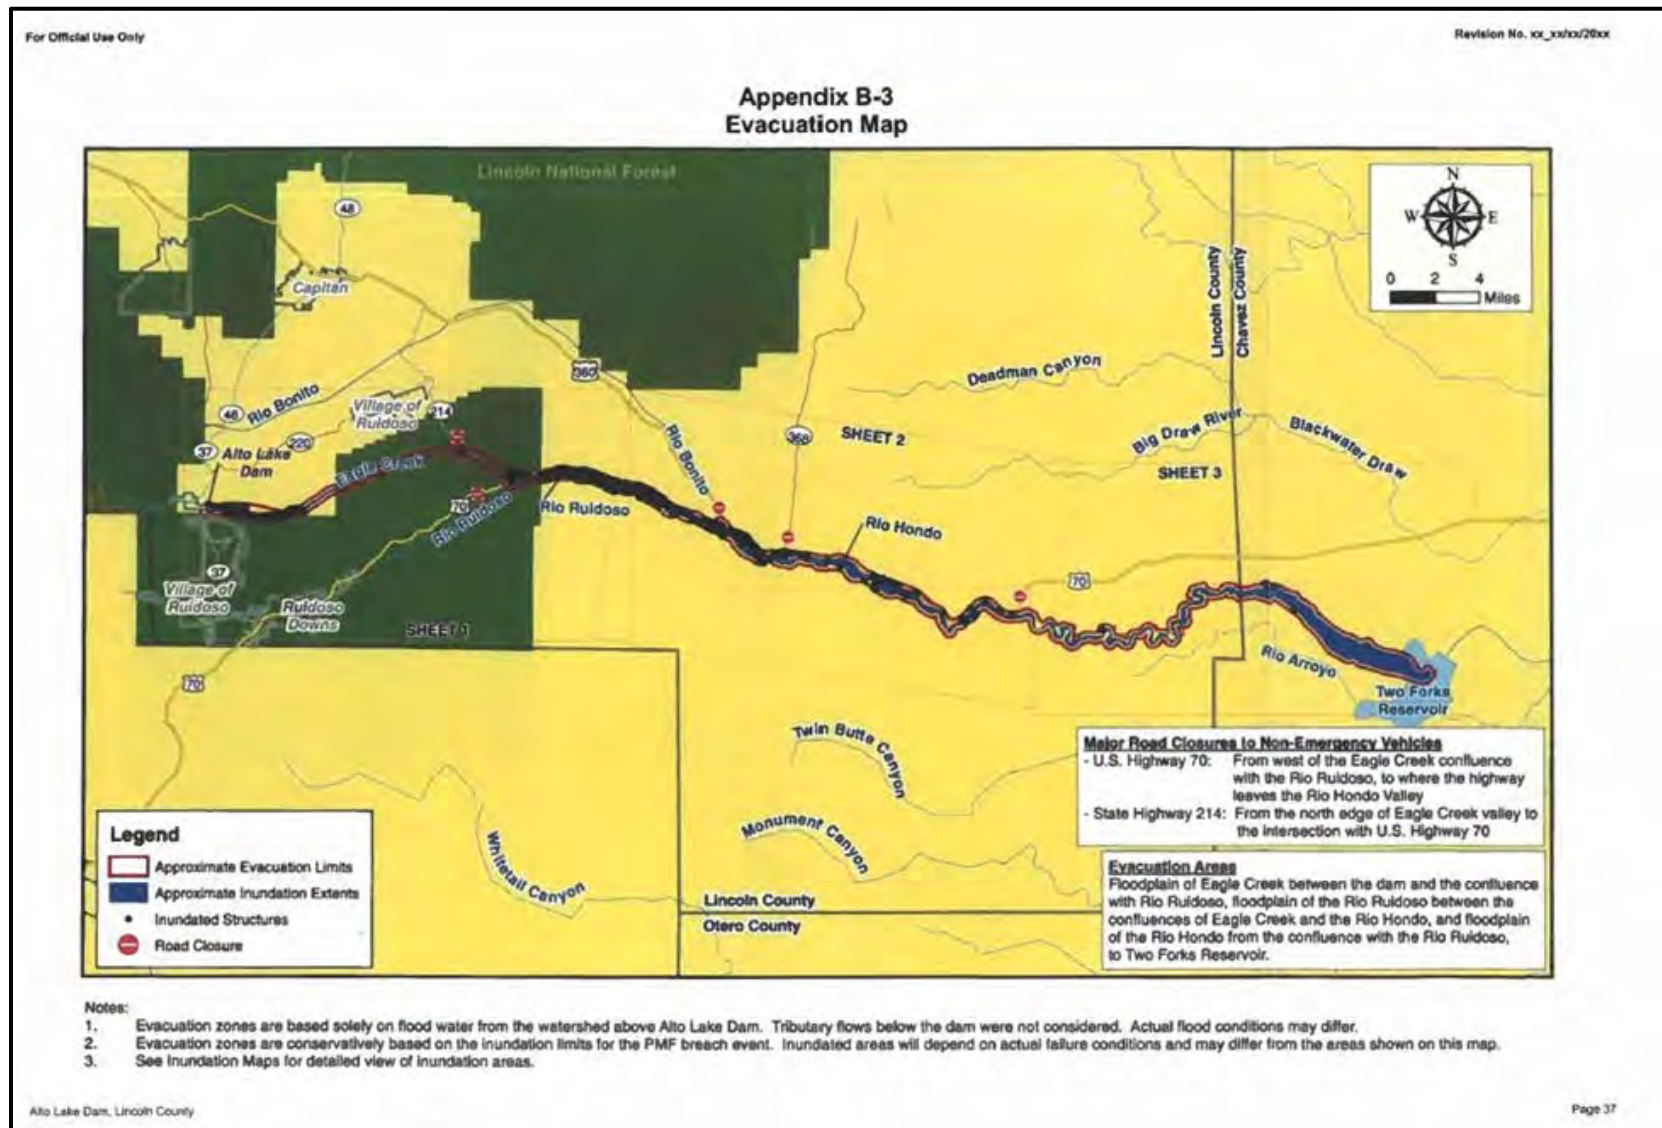 For Official Use Only
Revision No. xx_xx/xx/20xx
Appendix B-3
Evacuation Map
Lincoln National Forest
N
W
E
S
0 2 4
Miles
48
Capitan
Lincoln County
Chavez County
380
Deadman Canyon
Rio Bonito
48
Village of
Ruidoso
214
220
37
Alto Lake
Dam
Eagle Creek
Rio Bonito
368
SHEET 2
Big Draw River
Blackwater Draw
SHEET 3
70
Rio Ruidoso
Rio Ruidoso
Rio Hondo
37
Village of
Ruidoso
Ruidoso
Downs
SHEET 1
70
70
Rio Arroyo
Two Forks
Reservoir
Twin Butte Canyon
Monument Canyon
Whitetail Canyon
Lincoln County
Otero County
Major Road Closures to Non-Emergency Vehicles
- U.S. Highway 70: From west of the Eagle Creek confluence
with the Rio Ruidoso, to where the highway
leaves the Rio Hondo Valley
- State Highway 214: From the north edge of Eagle Creek valley to
the intersection with U.S. Highway 70
Evacuation Areas
Floodplain of Eagle Creek between the dam and the confluence
with Rio Ruidoso, floodplain of the Rio Ruidoso between the
confluences of Eagle Creek and the Rio Hondo, and floodplain
of the Rio Hondo from the confluence with the Rio Ruidoso,
to Two Forks Reservoir.
Legend
Approximate Evacuation Limits
Approximate Inundation Extents
Inundated Structures
Road Closure
Notes:
1. Evacuation zones are based solely on flood water from the watershed above Alto Lake Dam. Tributary flows below the dam were not considered. Actual flood conditions may differ.
2. Evacuation zones are conservatively based on the inundation limits for the PMF breach event. Inundated areas will depend on actual failure conditions and may differ from the areas shown on this map.
3. See Inundation Maps for detailed view of inundation areas.
Alto Lake Dam, Lincoln County
Page 37